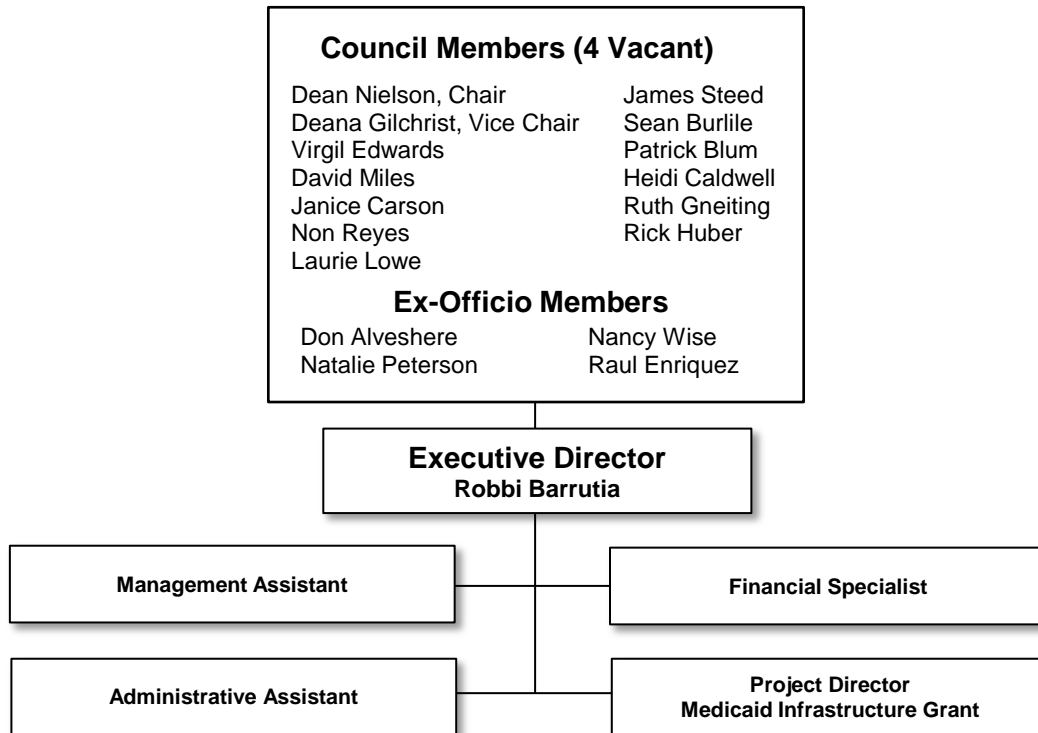 Council Members (4 Vacant)
Dean Nielson, Chair
Deana Gilchrist, Vice Chair
Virgil Edwards
David Miles
Janice Carson
Non Reyes
Laurie Lowe
James Steed
Sean Burlile
Patrick Blum
Heidi Caldwell
Ruth Gneiting
Rick Huber
Ex-Officio Members
Don Alveshere
Natalie Peterson
Nancy Wise
Raul Enriquez
Executive Director
Robbi Barrutia
Management Assistant
Financial Specialist
Administrative Assistant
Project Director
Medicaid Infrastructure Grant